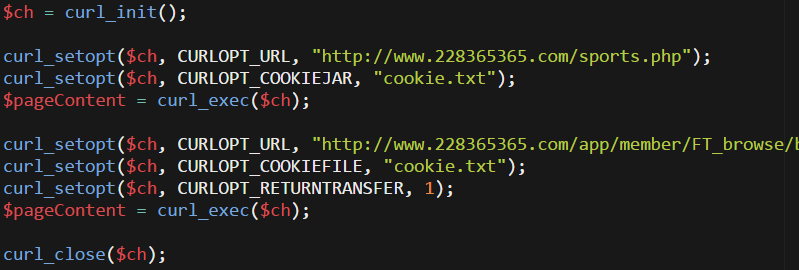 $ch = curl_init();
curl_setopt($ch, CURLOPT_URL, "http://www.228365365.com/sports.php");
curl_setopt($ch, CURLOPT_COOKIEJAR, "cookie.txt");
$pageContent = curl_exec($ch);
curl_setopt($ch, CURLOPT_URL, "http://www.228365365.com/app/member/FT_browse/b
curl_setopt($ch, CURLOPT_COOKIEFILE, "cookie.txt");
curl_setopt($ch, CURLOPT_RETURNTRANSFER, 1);
$pageContent = curl_exec($ch);
curl_close($ch);